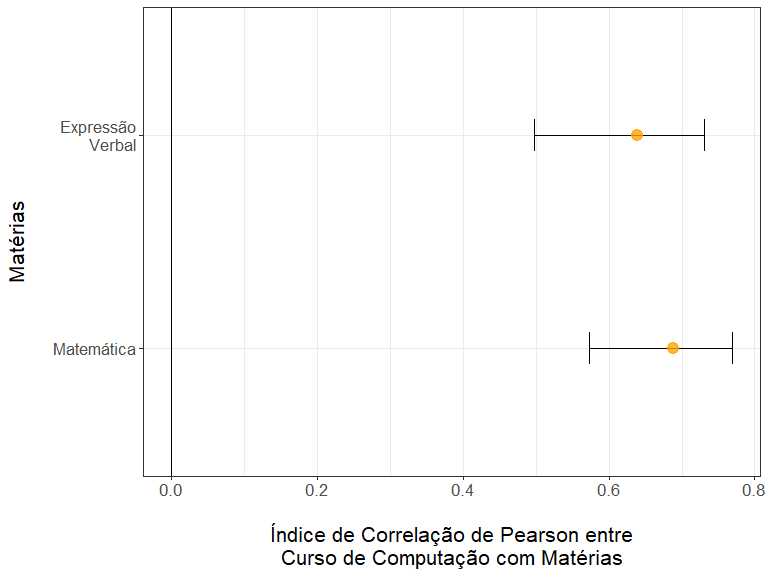 Matérias
Expressão
Verbal
Matemática
0.0
0.2
0.4
0.6
0.8
Índice de Correlação de Pearson entre
Curso de Computação com Matérias